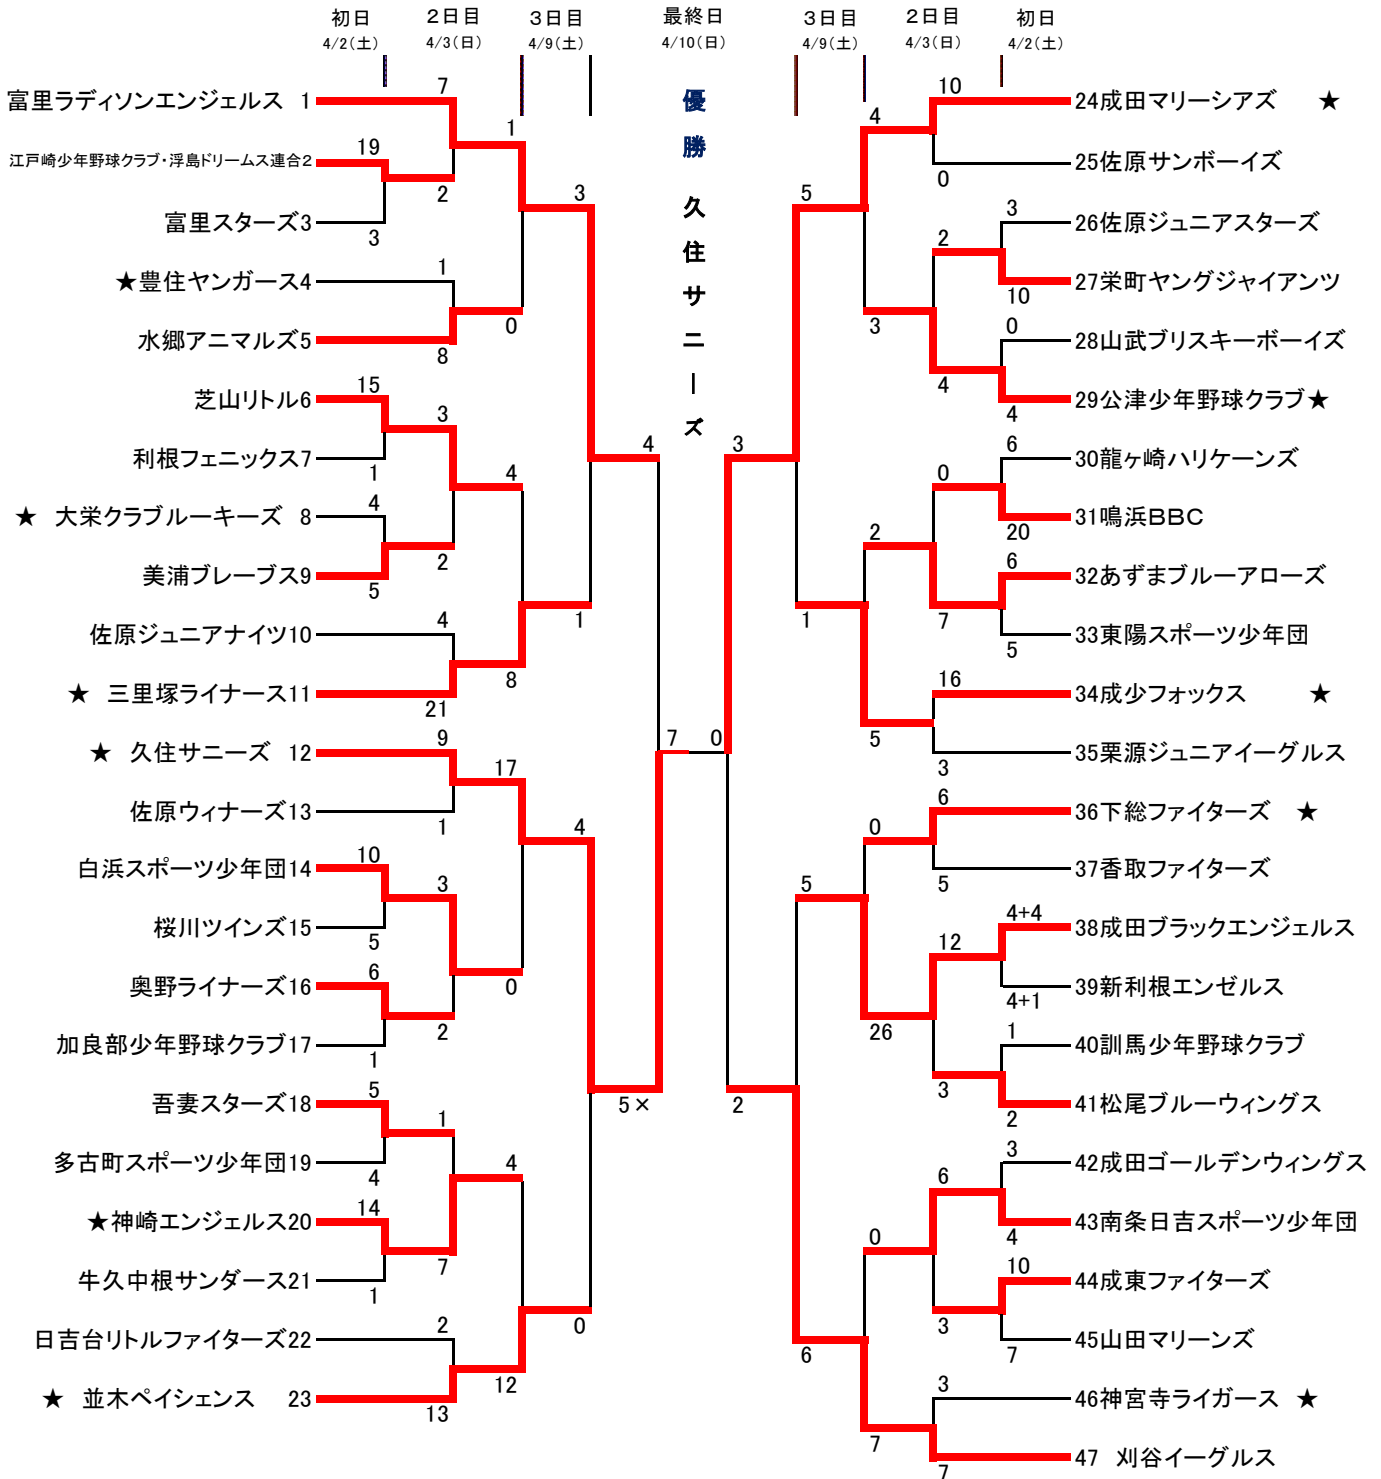 初日 2日目 3日目 最終日 3日目 2日目 初日
4/2(土) 4/3(日) 4/9(土) 4/10(日) 4/9(土) 4/3(日) 4/2(土)
優勝 久住サニーズ
富里ラディソンエンジェルス 1
江戸崎少年野球クラブ・浮島ドリームス連合2
富里スターズ3
★豊住ヤンガース4
水郷アニマルズ5
芝山リトル6
利根フェニックス7
★ 大栄クラブルーキーズ 8
美浦ブレーブス9
佐原ジュニアナイツ10
★ 三里塚ライナース11
★ 久住サニーズ 12
佐原ウィナーズ13
白浜スポーツ少年団14
桜川ツインズ15
奥野ライナーズ16
加良部少年野球クラブ17
吾妻スターズ18
多古町スポーツ少年団19
★神崎エンジェルス20
牛久中根サンダース21
日吉台リトルファイターズ22
★ 並木ペイシェンス 23
19
3
15
1
4
5
10
5
6
1
5
4
14
1
7
2
1
8
3
2
4
21
9
1
3
2
1
7
2
13
1
0
4
8
17
0
4
12
3
1
4
0
4
5×
7 0
3
2
5
1
5
6
4
3
2
5
0
26
0
7
10
0
2
4
0
7
16
3
6
5
12
3
6
3
3
7
3
10
0
4
6
20
6
5
4+4
4+1
1
2
3
4
10
7
24成田マリーシアズ ★
25佐原サンボーイズ
26佐原ジュニアスターズ
27栄町ヤングジャイアンツ
28山武ブリスキーボーイズ
29公津少年野球クラブ★
30龍ヶ崎ハリケーンズ
31鳴浜BBC
32あずまブルーアローズ
33東陽スポーツ少年団
34成少フォックス ★
35栗源ジュニアイーグルス
36下総ファイターズ ★
37香取ファイターズ
38成田ブラックエンジェルス
39新利根エンゼルス
40訓馬少年野球クラブ
41松尾ブルーウィングス
42成田ゴールデンウィングス
43南条日吉スポーツ少年団
44成東ファイターズ
45山田マリーンズ
46神宮寺ライガース ★
47 刈谷イーグルス